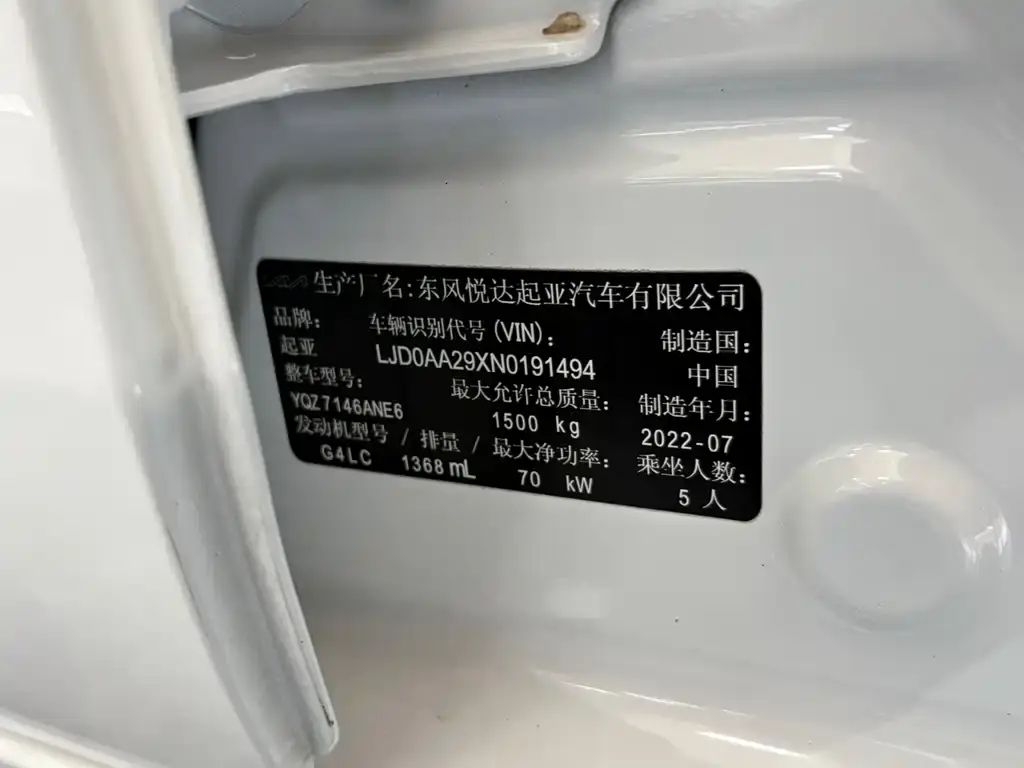 生产厂名:东风悦达起亚汽车有限公司
品牌: 车辆识别代号(VIN): 制造国:
起亚 LJD0AA29XN0191494 中国
整车型号: 最大允许总质量: 制造年月:
YQZ7146ANE6 1500 kg 2022-07
发动机型号 / 排量 / 最大净功率: 乘坐人数:
G4LC 1368 mL 70 kW 5 人